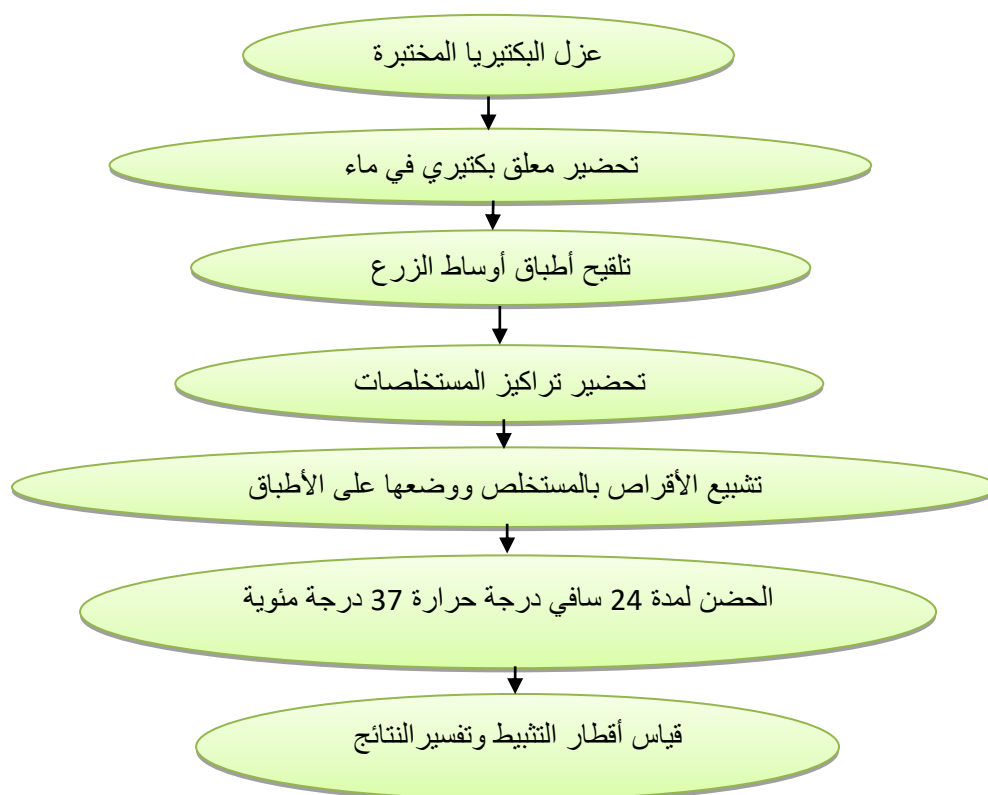 عزل البكتيريا المختبرة
تحضير معلق بكتيري في ماء
تلقيح أطباق أوساط الزرع
تحضير تراكيز المستخلصات
تشبيع الأقراص بالمستخلص ووضعها على الأطباق
الحضن لمدة 24 سافي درجة حرارة 37 درجة مئوية
قياس أقطار التثبيط وتفسيرالنتائج